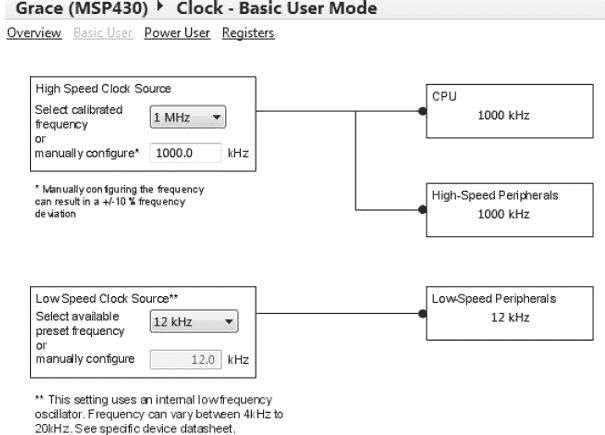 Grace (MSP430) ▸ Clock - Basic User Mode
Overview Basic User Power User Registers
High Speed Clock Source
Select calibrated
frequency
1 MHz
or
manually configure* 1000.0 kHz
* Manually configuring the frequency
can result in a +/-10 % frequency
deviation
CPU
1000 kHz
High-Speed Peripherals
1000 kHz
Low Speed Clock Source**
Select available
preset frequency
12 kHz
or
manually configure 12.0 kHz
Low-Speed Peripherals
12 kHz
** This setting uses an internal low frequency
oscillator. Frequency can vary between 4kHz to
20kHz. See specific device datasheet.